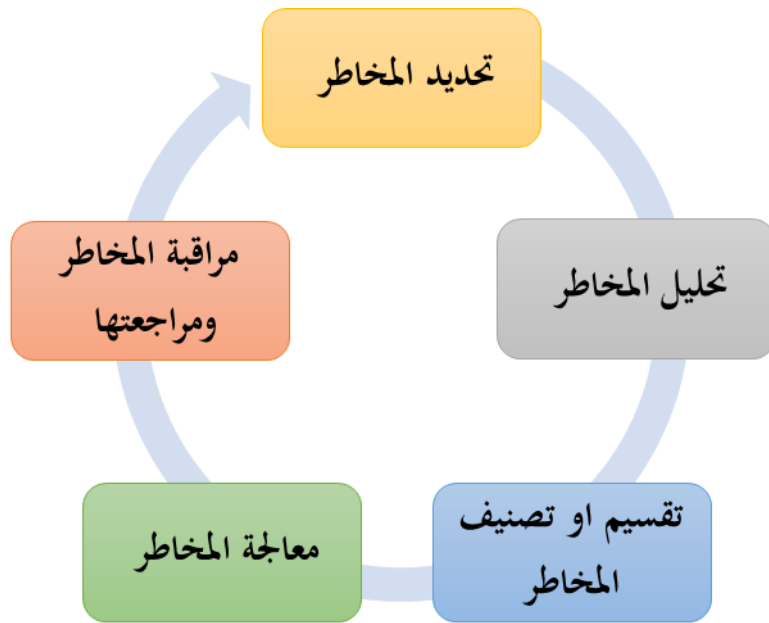 تحديد المخاطر
تحليل المخاطر
تقسيم او تصنيف
المخاطر
معالجة المخاطر
مراقبة المخاطر
ومراجعتها